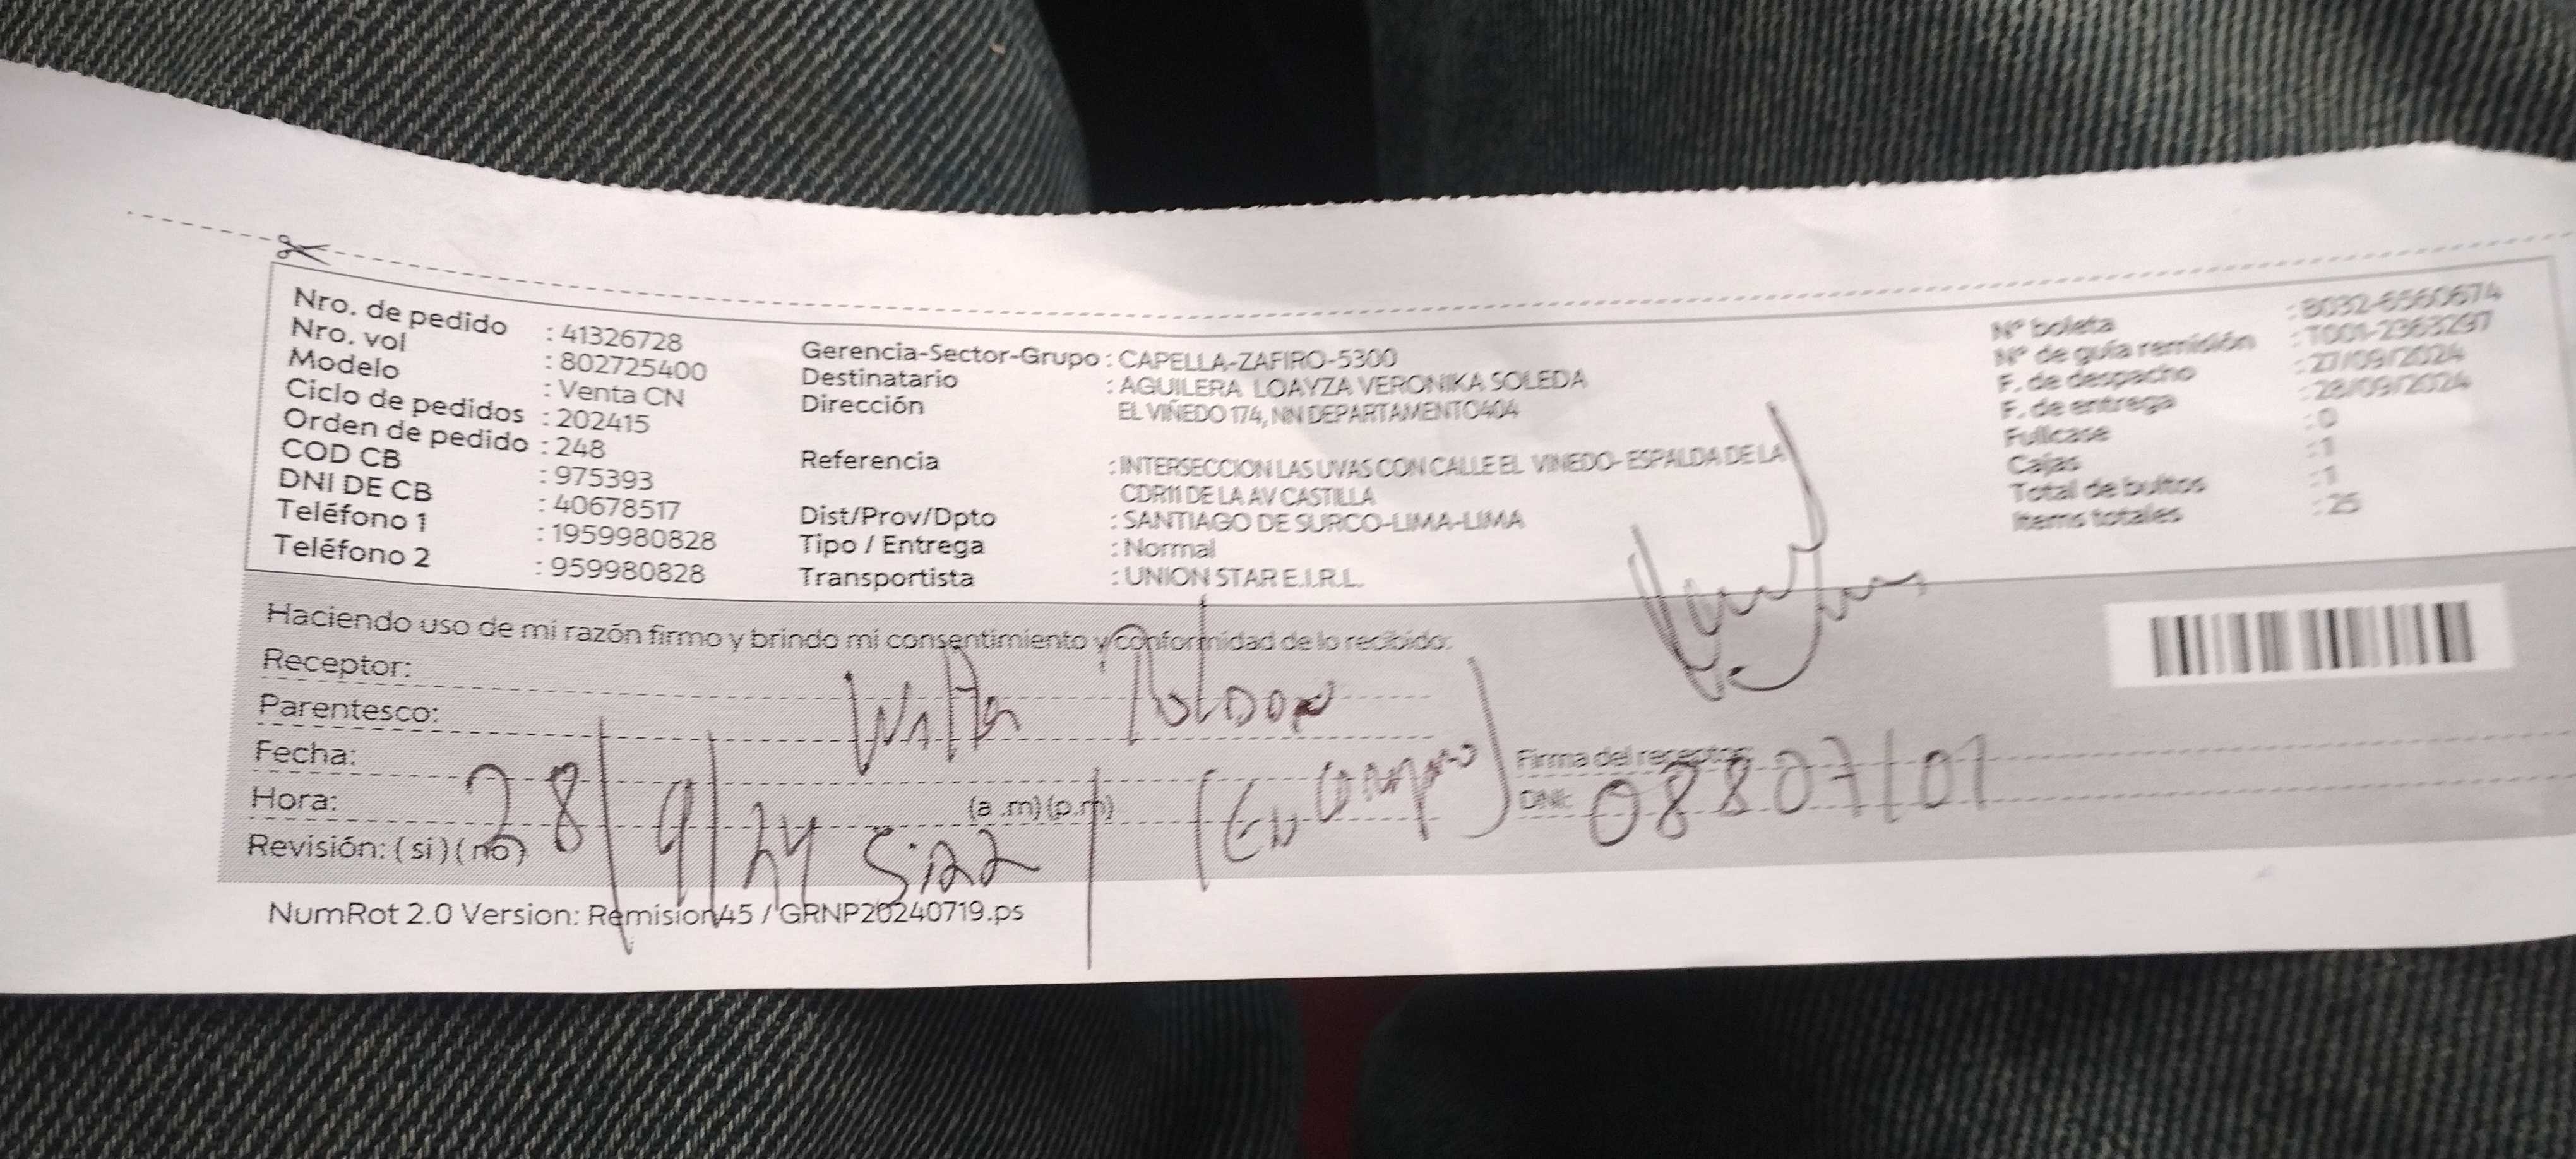 Nro. de pedido : 41326728
Nro. vol : 802725400
Modelo : Venta CN
Ciclo de pedidos : 202415
Orden de pedido : 248
COD CB : 975393
DNI DE CB : 40678517
Teléfono 1 : 1959980828
Teléfono 2 : 959980828
Gerencia-Sector-Grupo : CAPELLA-ZAFIRO-5300
Destinatario : AGUILERA LOAYZA VERONIKA SOLEDA
Dirección EL VIÑEDO 174, NN DEPARTAMENTO404
Referencia : INTERSECCION LAS UVAS CON CALLE EL VINEDO- ESPALDA DE LA
CDR11 DE LA AV CASTILLA
Dist/Prov/Dpto : SANTIAGO DE SURCO-LIMA-LIMA
Tipo / Entrega : Normal
Transportista : UNION STAR E.I.R.L.
Nº boleta : B032-6560674
Nº de guía remisión : T001-2363297
F. de despacho : 27/09/2024
F. de entrega : 28/09/2024
Fullcase : 0
Cajas : 1
Total de bultos : 1
Items totales : 25
Haciendo uso de mi razón firmo y brindo mi consentimiento y conformidad de lo recibido:
Receptor:
Parentesco:
Fecha: 28/9/24
Hora: (a.m)(p.m)
Revisión: (si)(no)
Firma del receptor:
DNI: 08807101
NumRot 2.0 Version: Remision45 / GRNP20240719.ps